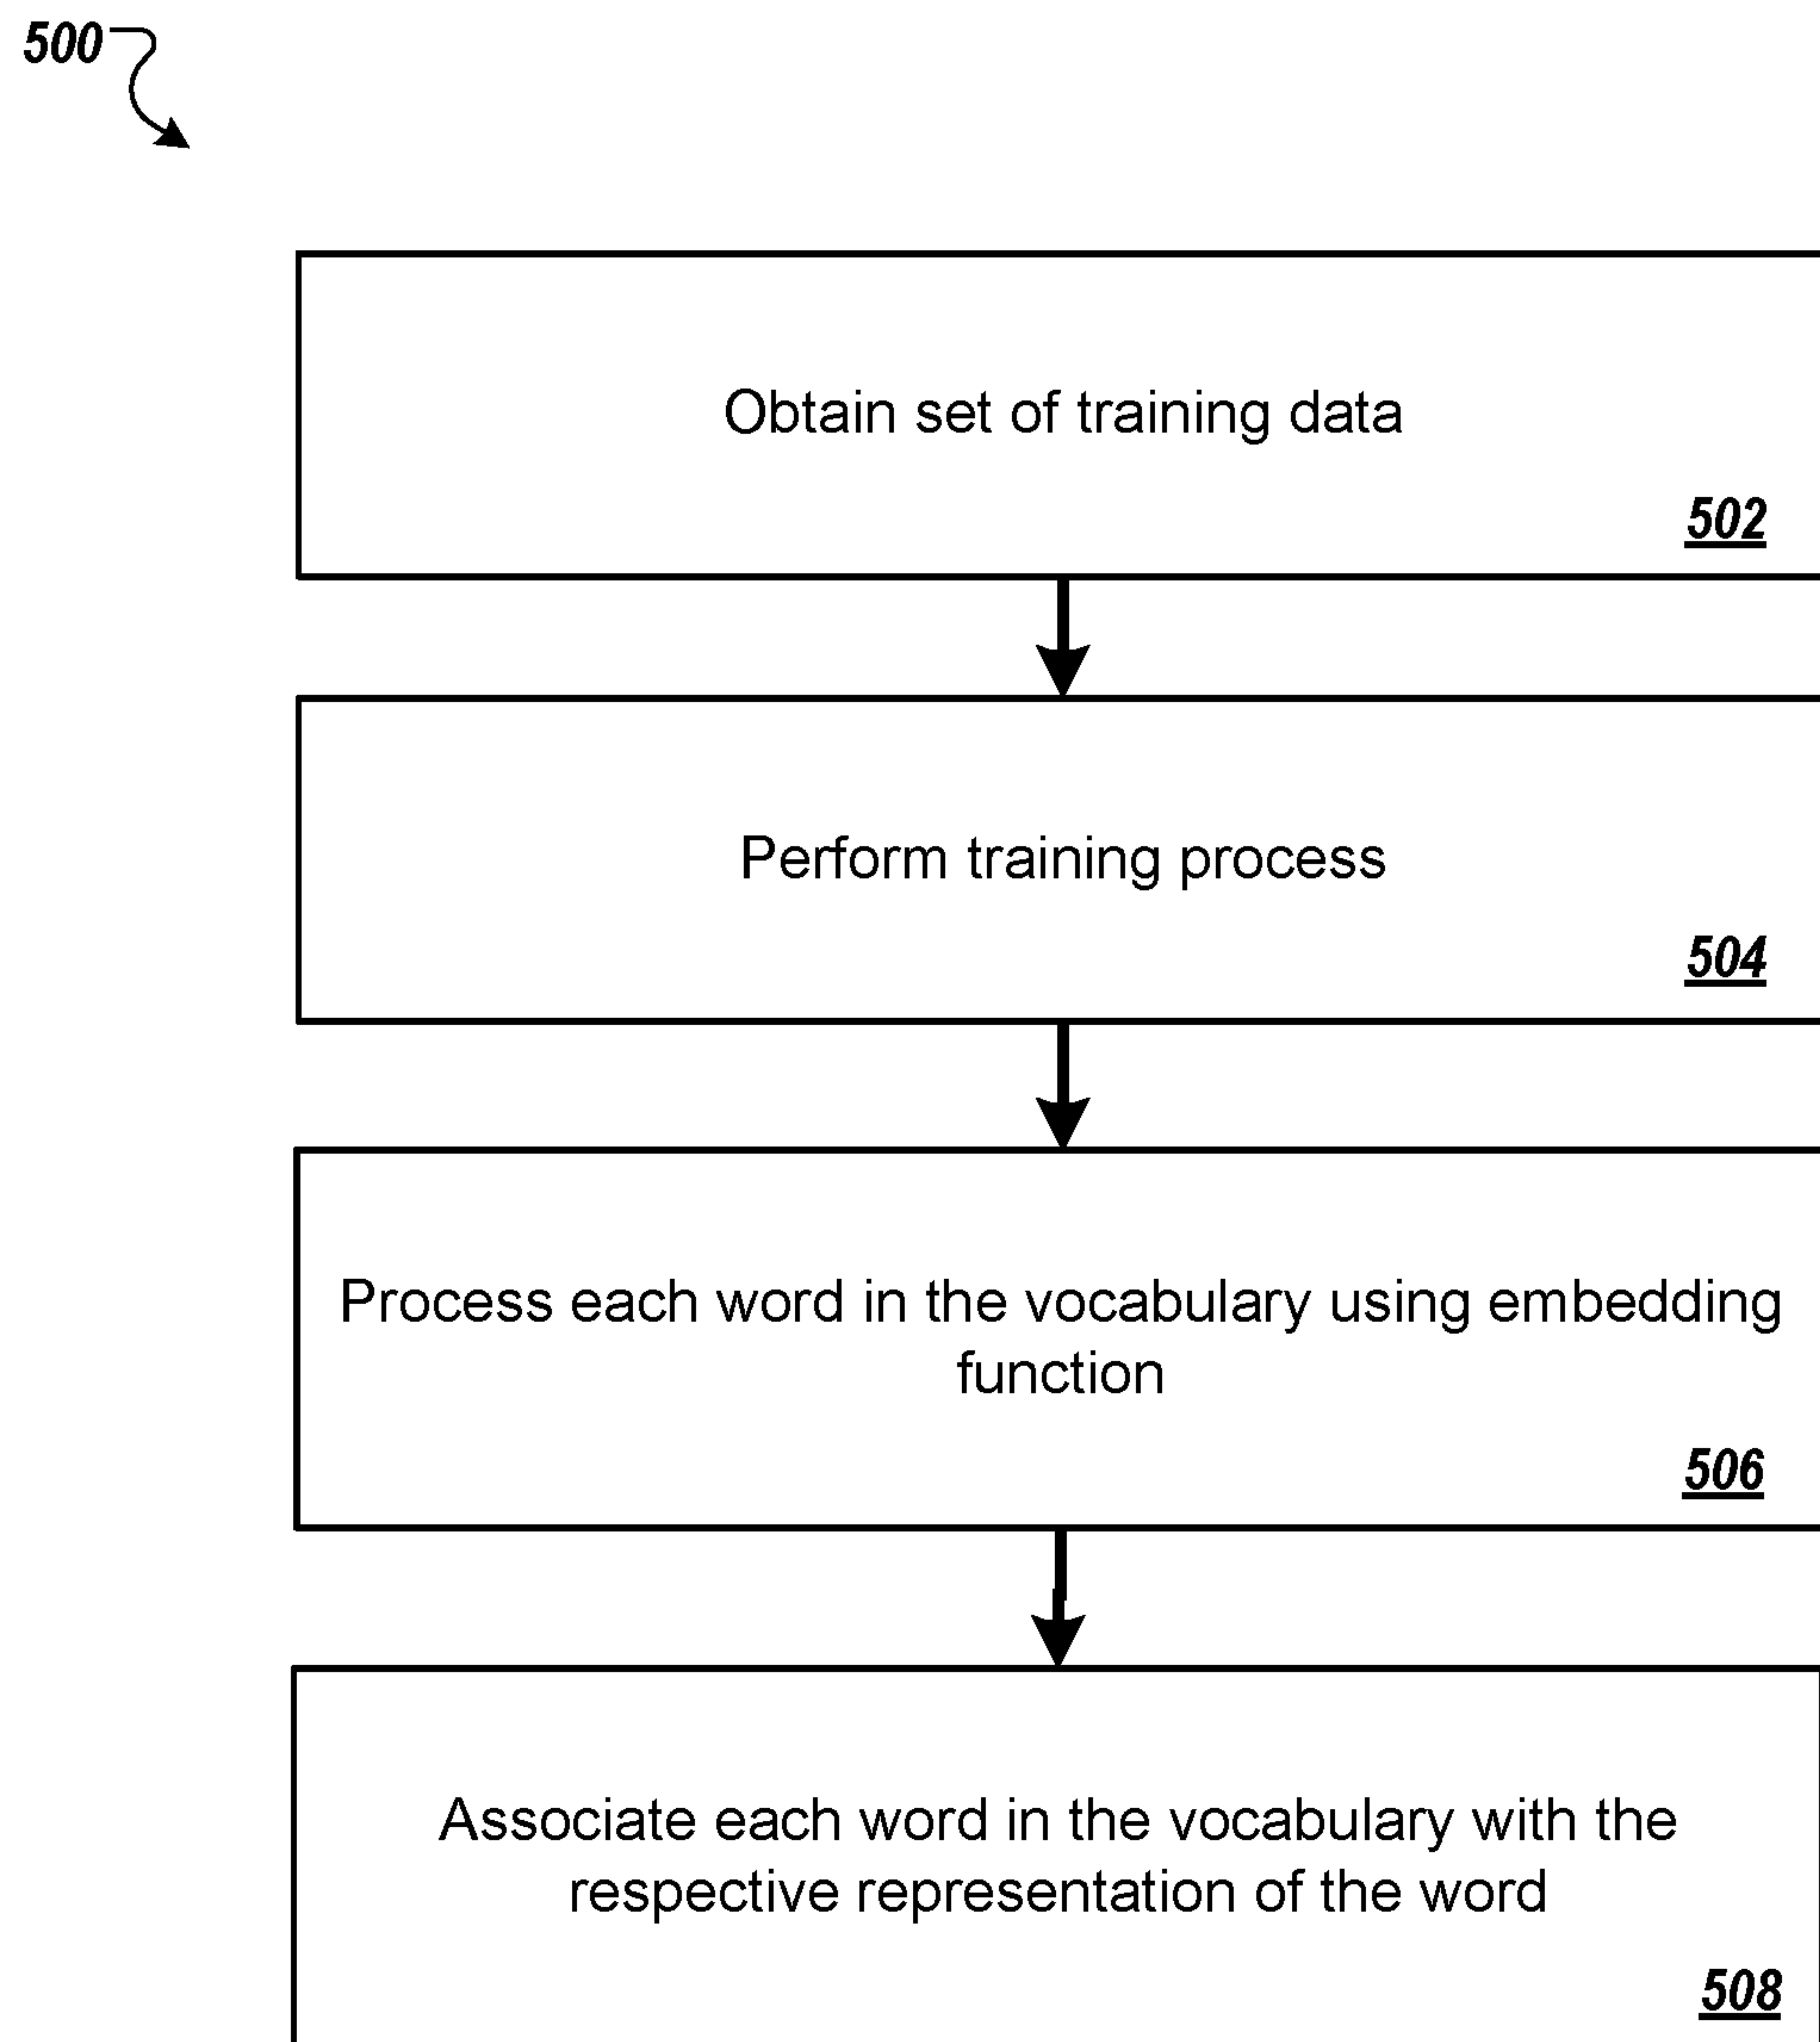 500
Obtain set of training data
502
Perform training process
504
Process each word in the vocabulary using embedding
function
506
Associate each word in the vocabulary with the
respective representation of the word
508